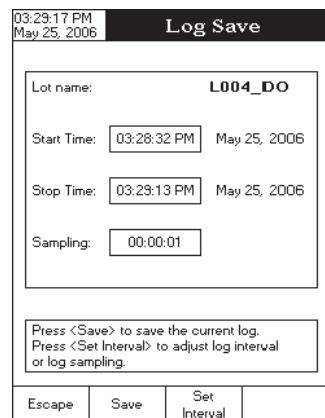 03:29:17 PM
May 25, 2006
Log Save
Lot name: L004_DO
Start Time: 03:28:32 PM May 25, 2006
Stop Time: 03:29:13 PM May 25, 2006
Sampling: 00:00:01
Press <Save> to save the current log.
Press <Set Interval> to adjust log interval
or log sampling.
Escape Save Set Interval